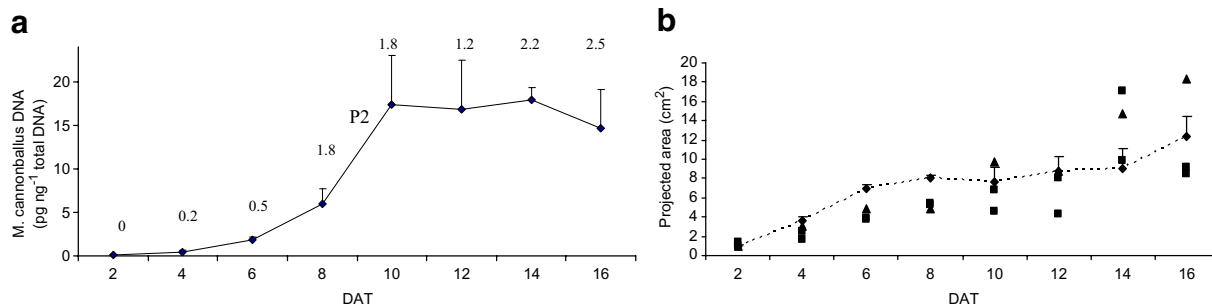 a
M. cannonballus DNA
(pg ng⁻¹ total DNA)
20
15
10
5
0
0
0.2
0.5
1.8
1.8
1.2
2.2
2.5
P2
2 4 6 8 10 12 14 16
DAT
b
Projected area (cm²)
20
18
16
14
12
10
8
6
4
2
0
2 4 6 8 10 12 14 16
DAT